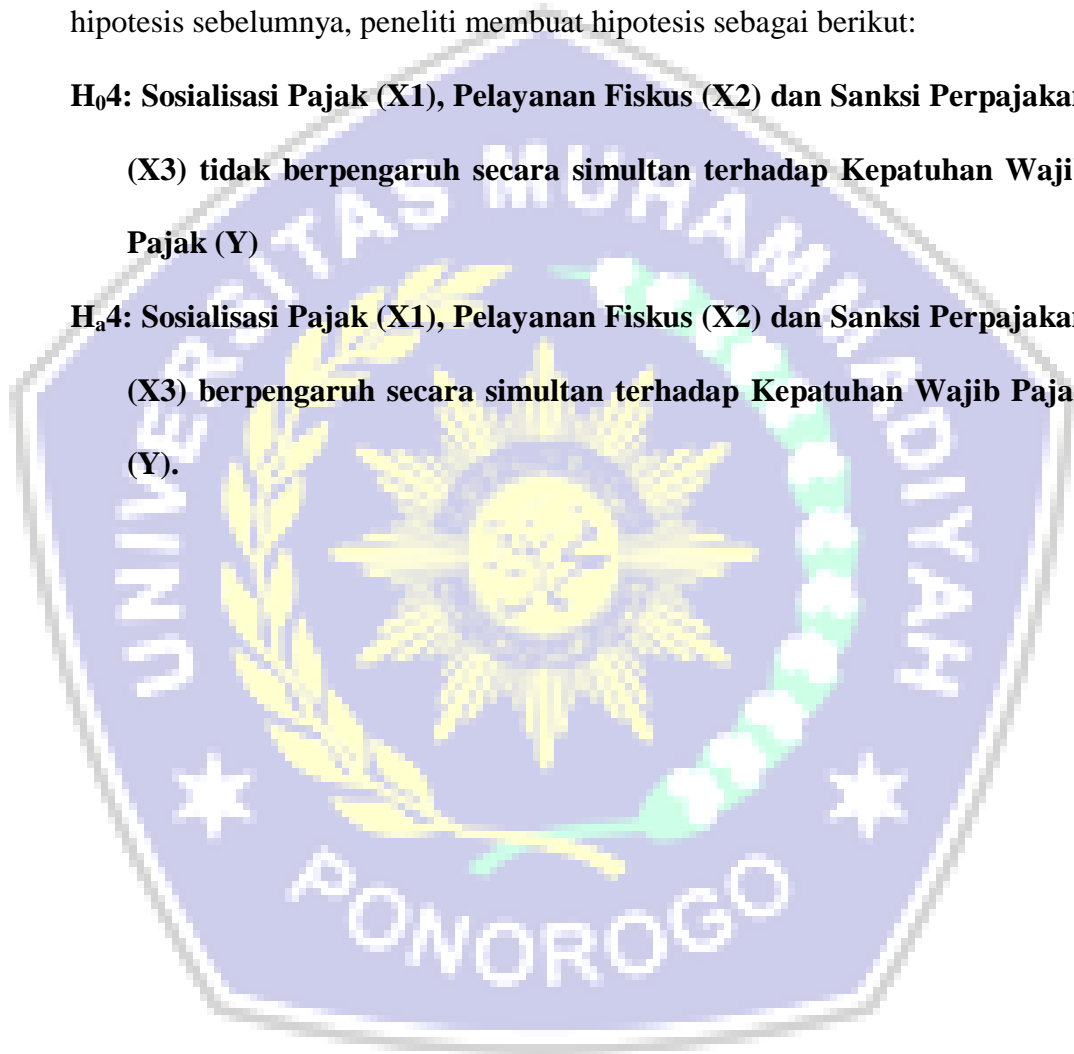 hipotesis sebelumnya, peneliti membuat hipotesis sebagai berikut:
H₀4: Sosialisasi Pajak (X1), Pelayanan Fiskus (X2) dan Sanksi Perpajakan
(X3) tidak berpengaruh secara simultan terhadap Kepatuhan Waji
Pajak (Y)
Hₐ4: Sosialisasi Pajak (X1), Pelayanan Fiskus (X2) dan Sanksi Perpajakan
(X3) berpengaruh secara simultan terhadap Kepatuhan Wajib Paja
(Y).
UNIVERSITAS MUHAMMADIYAH
PONOROGO